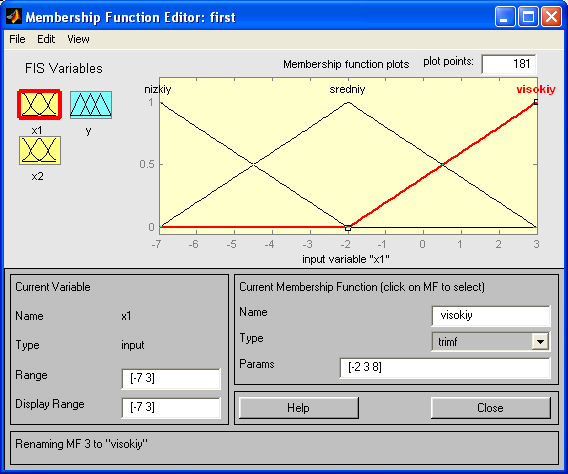 Membership Function Editor: first
File Edit View
FIS Variables
Membership function plots plot points: 181
x1
y
x2
nizkiy sredniy visokiy
1
0.5
0
-7 -6 -5 -4 -3 -2 -1 0 1 2 3
input variable "x1"
Current Variable
Name x1
Type input
Range [-7 3]
Display Range [-7 3]
Current Membership Function (click on MF to select)
Name visokiy
Type trimf
Params [-2 3 8]
Help Close
Renaming MF 3 to "visokiy"